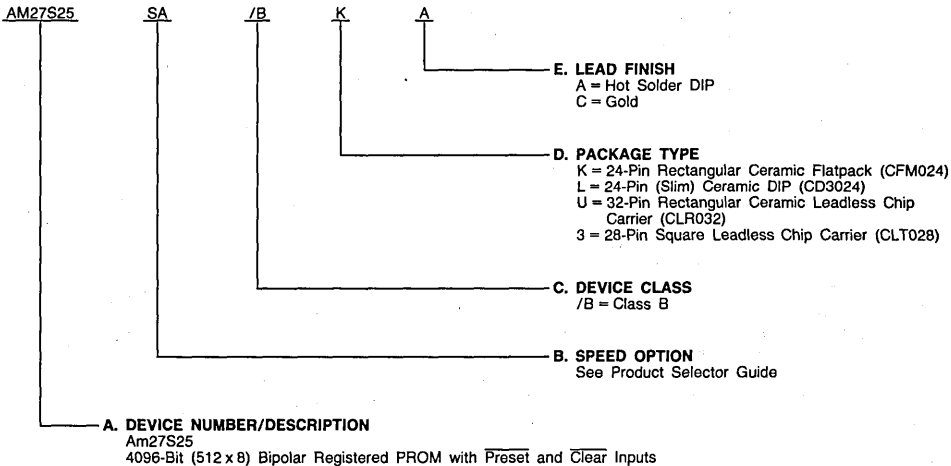 AM27S25 SA /B K A
E. LEAD FINISH
A = Hot Solder DIP
C = Gold
D. PACKAGE TYPE
K = 24-Pin Rectangular Ceramic Flatpack (CFM024)
L = 24-Pin (Slim) Ceramic DIP (CD3024)
U = 32-Pin Rectangular Ceramic Leadless Chip
Carrier (CLR032)
3 = 28-Pin Square Leadless Chip Carrier (CLT028)
C. DEVICE CLASS
/B = Class B
B. SPEED OPTION
See Product Selector Guide
A. DEVICE NUMBER/DESCRIPTION
Am27S25
4096-Bit (512 x 8) Bipolar Registered PROM with Preset and Clear Inputs